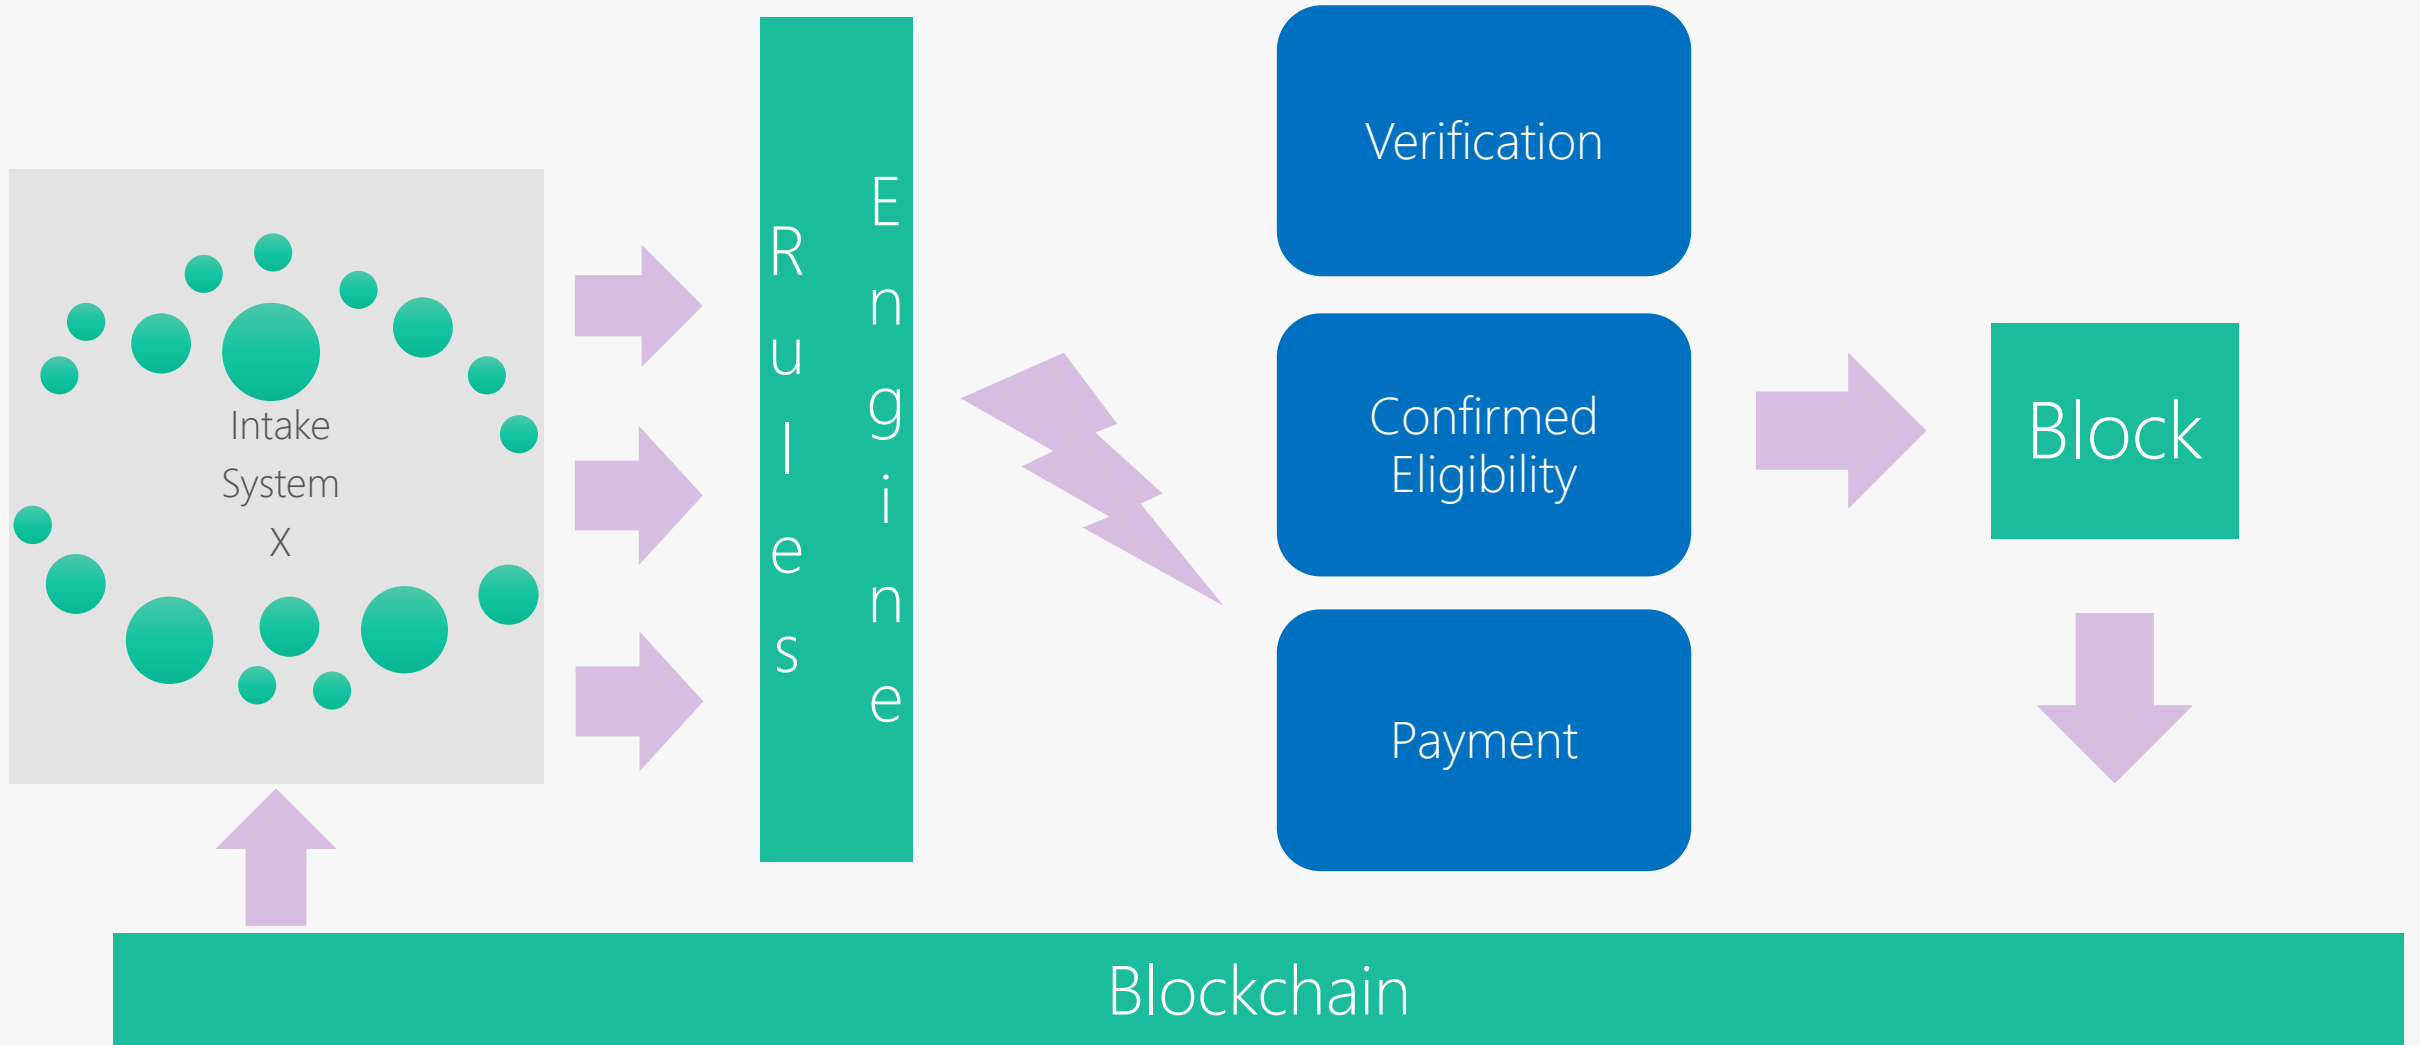 Intake
System
X
Rules
Engine
Verification
Confirmed
Eligibility
Payment
Block
Blockchain